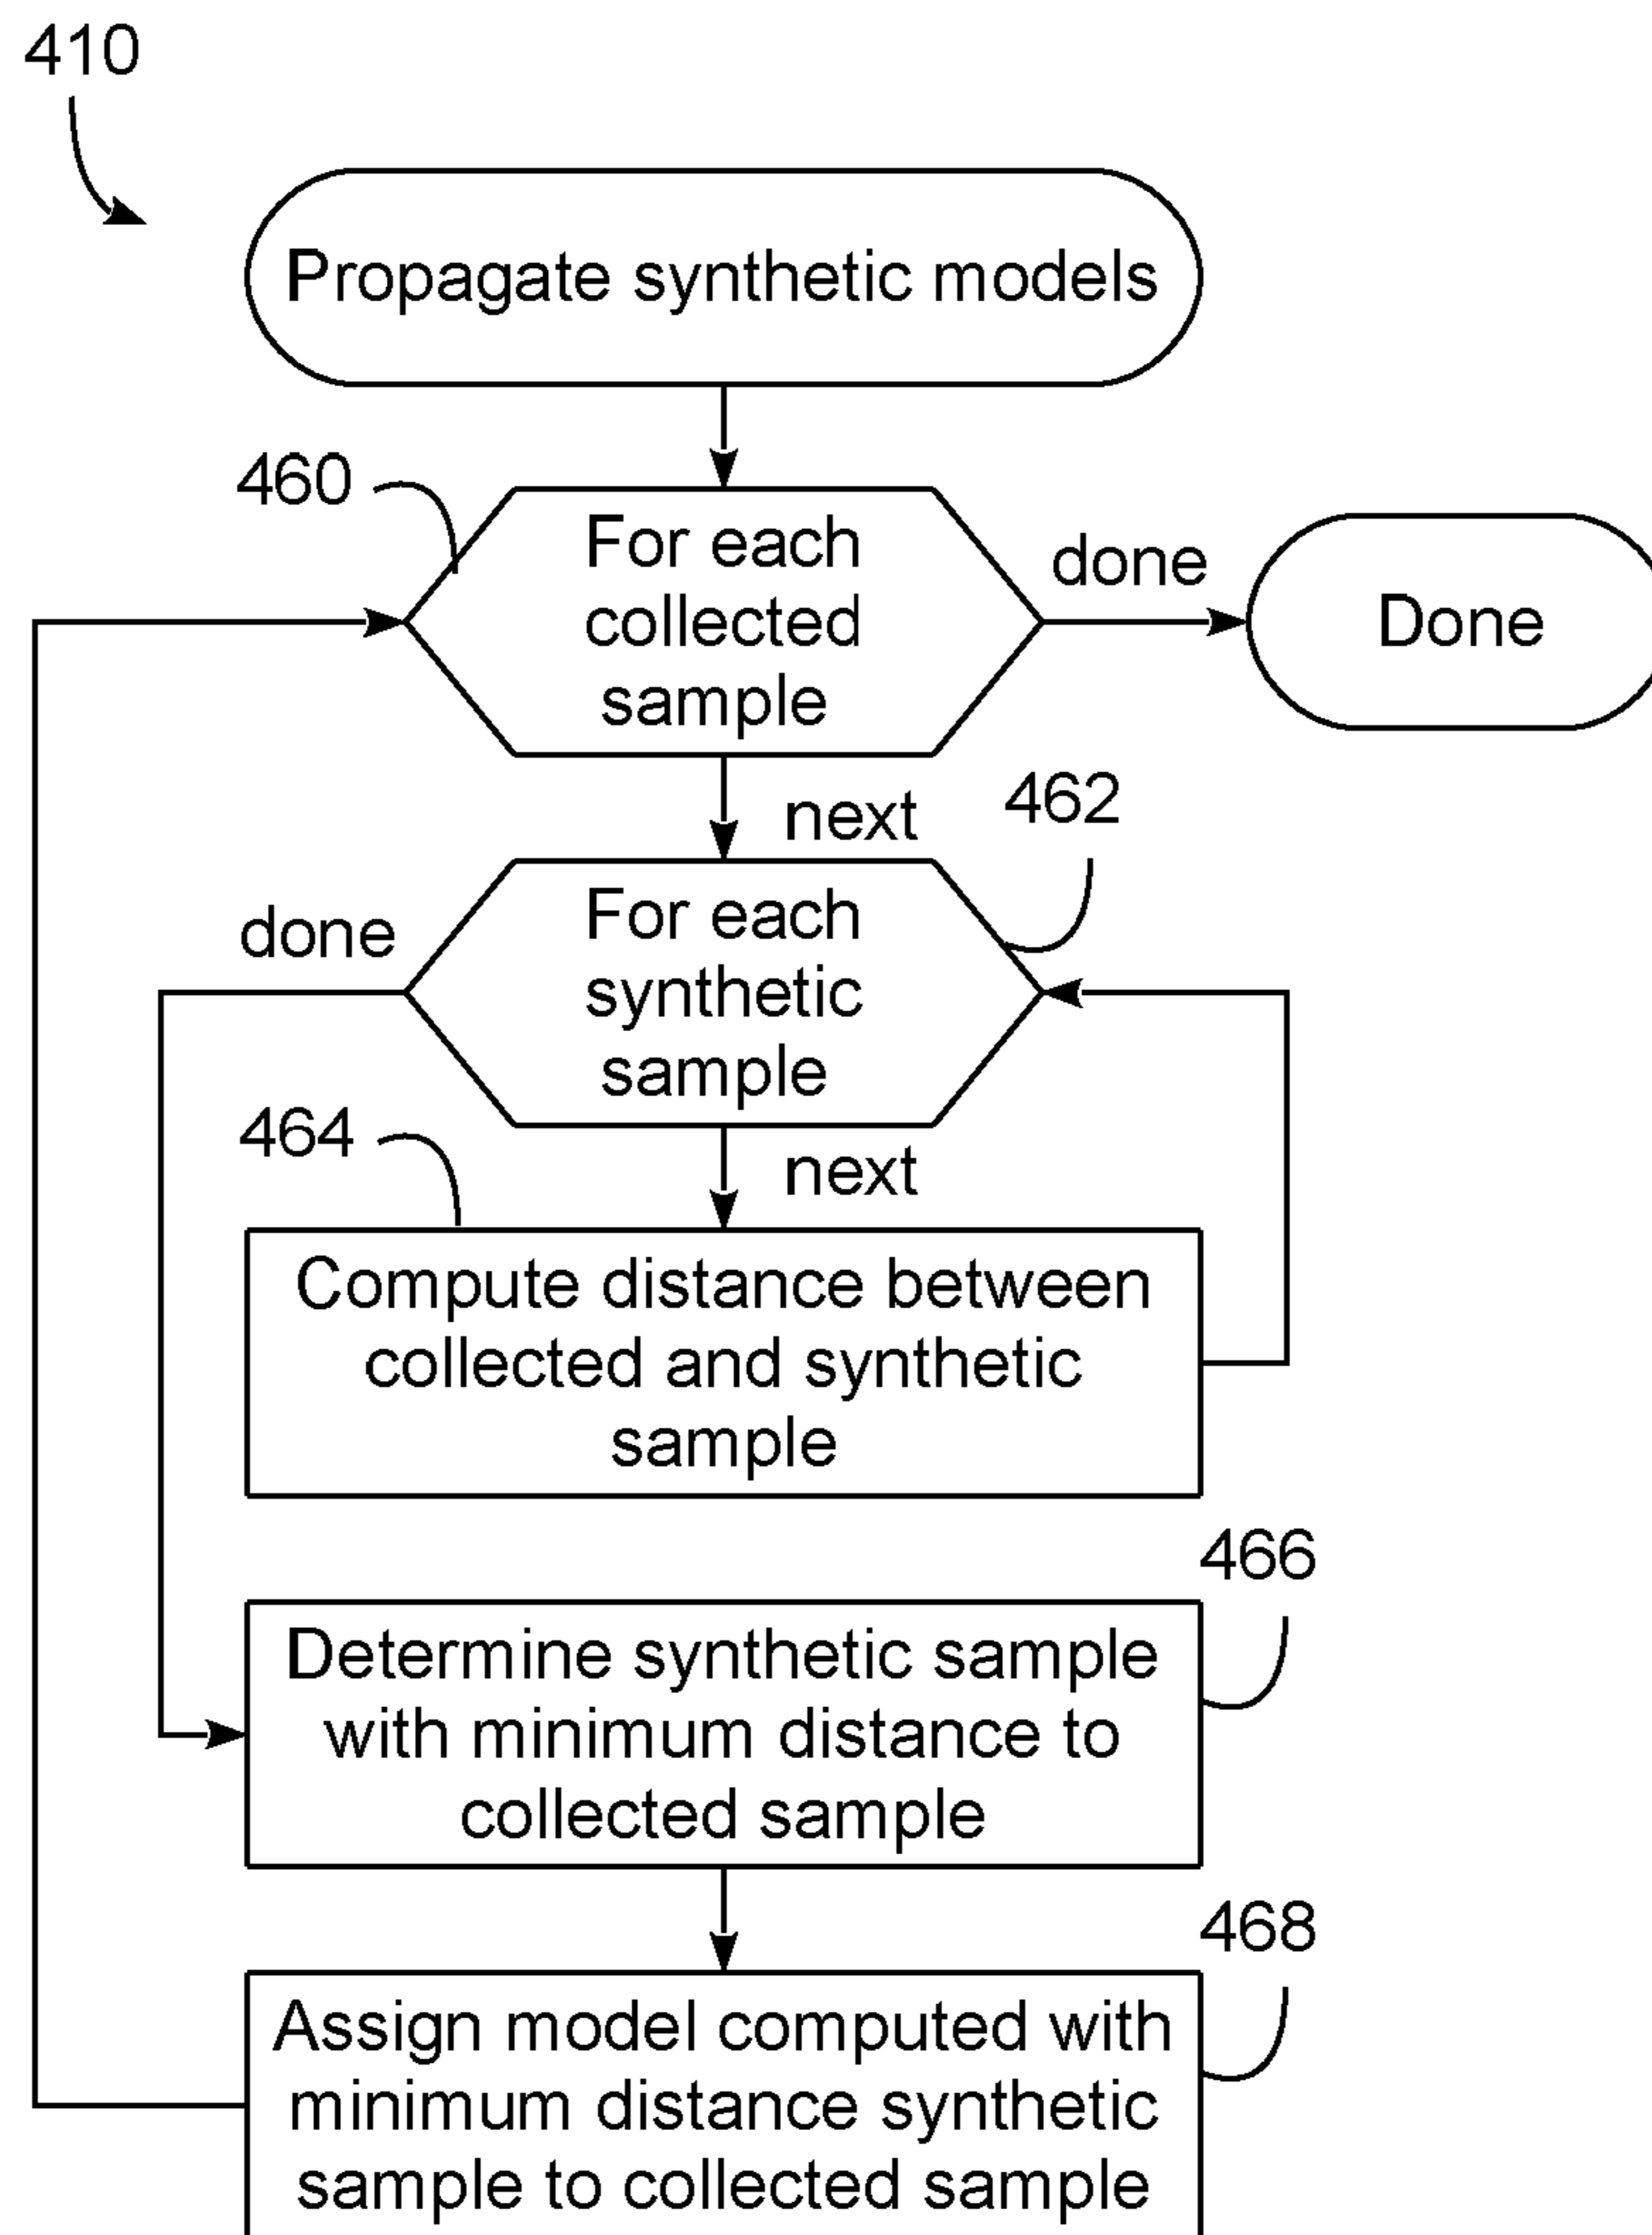 410
Propagate synthetic models
460
For each
collected
sample
done
Done
next
462
For each
synthetic
sample
done
464
next
Compute distance between
collected and synthetic
sample
466
Determine synthetic sample
with minimum distance to
collected sample
468
Assign model computed with
minimum distance synthetic
sample to collected sample